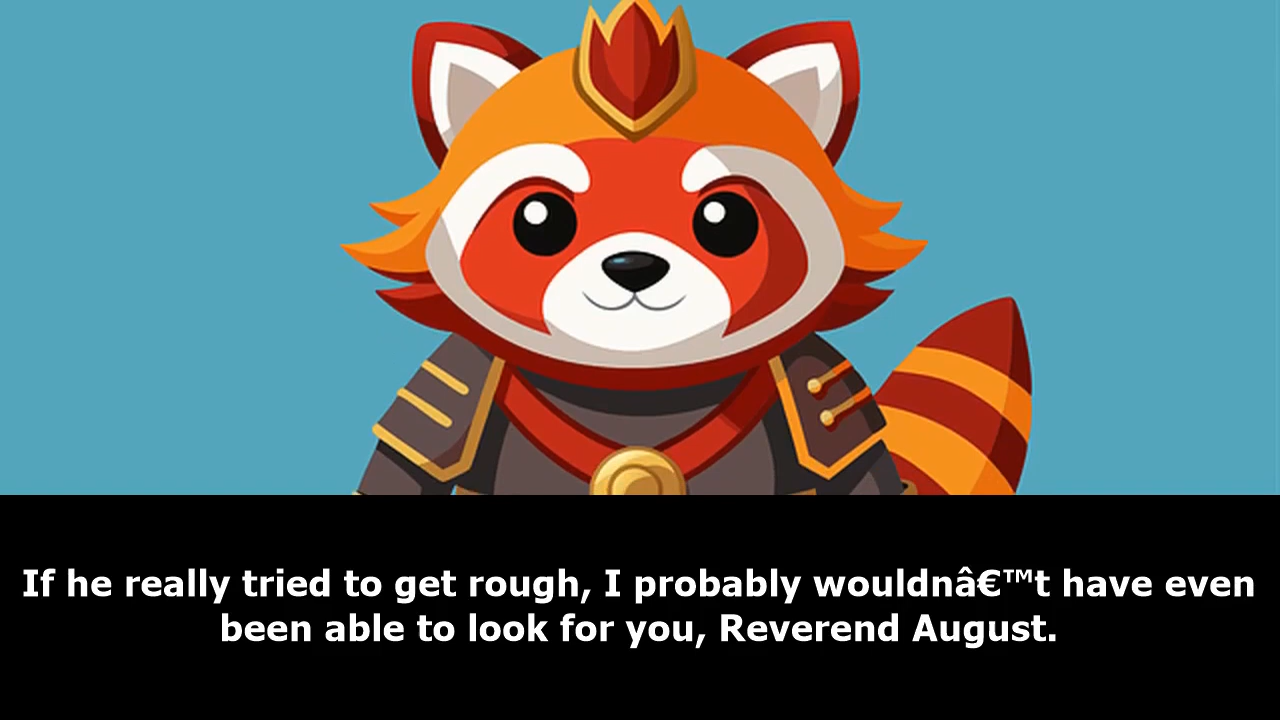 If he really tried to get rough, I probably wouldnâ€™t have even
been able to look for you, Reverend August.